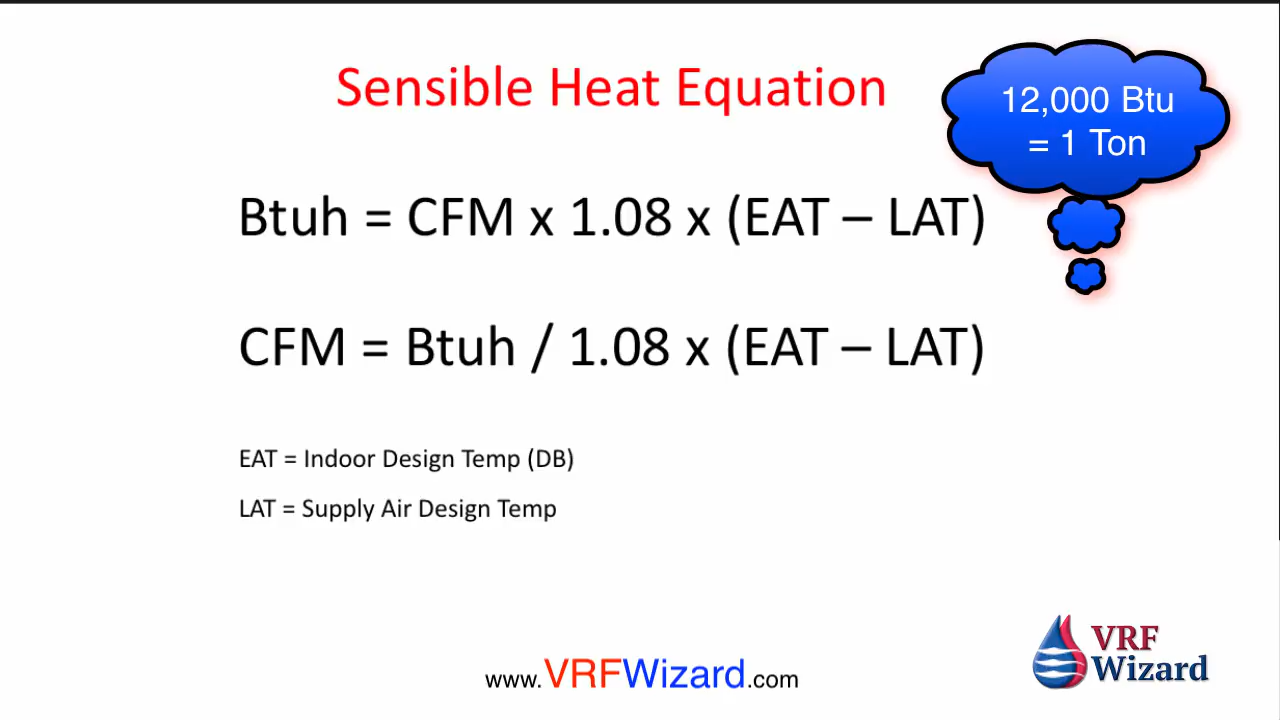 Sensible Heat Equation
12,000 Btu
= 1 Ton
Btuh = CFM x 1.08 x (EAT – LAT)
CFM = Btuh / 1.08 x (EAT – LAT)
EAT = Indoor Design Temp (DB)
LAT = Supply Air Design Temp
VRF
Wizard
www.VRFWizard.com